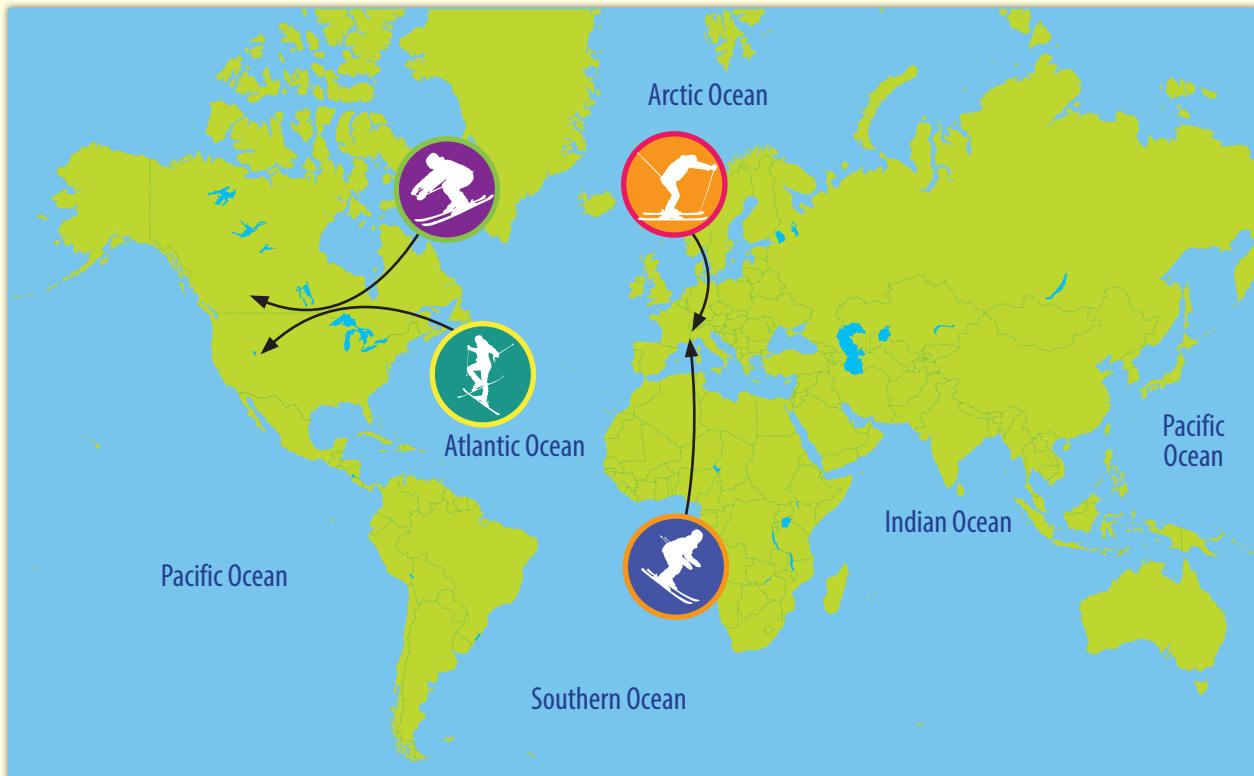 Arctic Ocean
Atlantic Ocean
Pacific
Ocean
Indian Ocean
Pacific Ocean
Southern Ocean